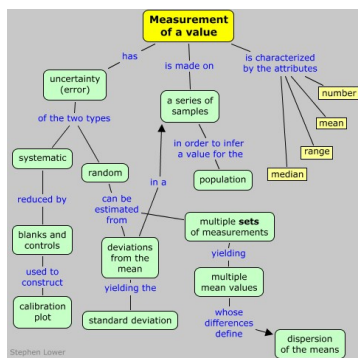 Measurement
of a value
has
is made on
is characterized
by the attributes
uncertainty
(error)
a series of
samples
number
mean
range
median
of the two types
in order to infer
a value for the
systematic
random
in a
population
reduced by
can be
estimated
from
blanks and
controls
deviations
from the
mean
multiple sets
of measurements
used to
construct
yielding
yielding the
multiple
mean values
calibration
plot
standard deviation
whose
differences
define
dispersion
of the means
Stephen Lower